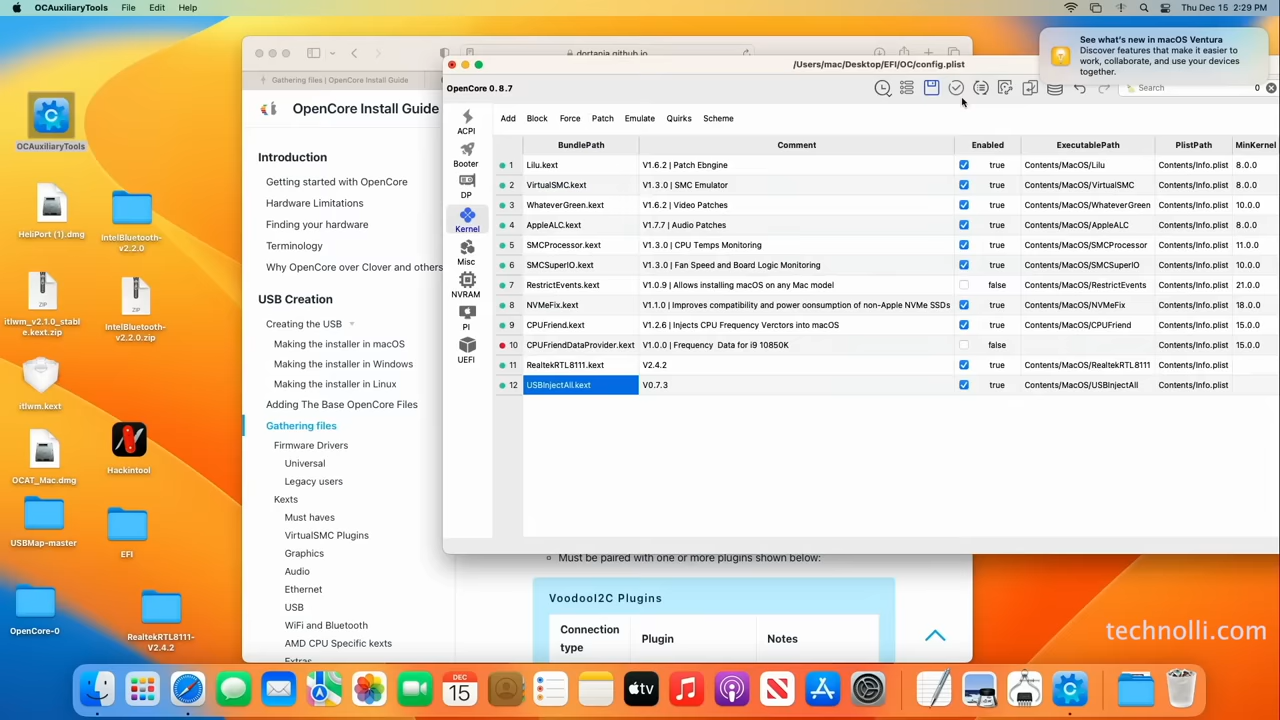 OCAuxiliaryTools File Edit Help
Thu Dec 15 2:29 PM
See what's new in macOS Ventura
Discover features that make it easier to work, collaborate, and use your devices together.
/Users/mac/Desktop/EFI/OC/config.plist
OpenCore 0.8.7
Search
0
Add Block Force Patch Emulate Quirks Scheme
ACPI
Booter
DP
Kernel
Misc
NVRAM
PI
UEFI
BundlePath Comment Enabled ExecutablePath PlistPath MinKernel
1 Lilu.kext V1.6.2 | Patch Ebngine true Contents/MacOS/Lilu Contents/Info.plist 8.0.0
2 VirtualSMC.kext V1.3.0 | SMC Emulator true Contents/MacOS/VirtualSMC Contents/Info.plist 8.0.0
3 WhateverGreen.kext V1.6.2 | Video Patches true Contents/MacOS/WhateverGreen Contents/Info.plist 10.0.0
4 AppleALC.kext V1.7.7 | Audio Patches true Contents/MacOS/AppleALC Contents/Info.plist 8.0.0
5 SMCProcessor.kext V1.3.0 | CPU Temps Monitoring true Contents/MacOS/SMCProcessor Contents/Info.plist 11.0.0
6 SMCSuperIO.kext V1.3.0 | Fan Speed and Board Logic Monitoring true Contents/MacOS/SMCSuperIO Contents/Info.plist 10.0.0
7 RestrictEvents.kext V1.0.9 | Allows installing macOS on any Mac model false Contents/MacOS/RestrictEvents Contents/Info.plist 21.0.0
8 NVMeFix.kext V1.1.0 | Improves compatibility and power oonsumption of non-Apple NVMe SSDs true Contents/MacOS/NVMeFix Contents/Info.plist 18.0.0
9 CPUFriend.kext V1.2.6 | Injects CPU Frequency Verctors into macOS true Contents/MacOS/CPUFriend Contents/Info.plist 15.0.0
10 CPUFriendDataProvider.kext V1.0.0 | Frequency Data for i9 10850K false Contents/Info.plist 15.0.0
11 RealtekRTL8111.kext V2.4.2 true Contents/MacOS/RealtekRTL8111 Contents/Info.plist
12 USBInjectAll.kext V0.7.3 true Contents/MacOS/USBInjectAll Contents/Info.plist
dortania.github.io
Gathering files | OpenCore Install Guide
OpenCore Install Guide
Introduction
Getting started with OpenCore
Hardware Limitations
Finding your hardware
Terminology
Why OpenCore over Clover and others
USB Creation
Creating the USB
Making the installer in macOS
Making the installer in Windows
Making the installer in Linux
Adding The Base OpenCore Files
Gathering files
Firmware Drivers
Universal
Legacy users
Kexts
Must haves
VirtualSMC Plugins
Graphics
Audio
Ethernet
USB
WiFi and Bluetooth
AMD CPU Specific kexts
Extras
Must be paired with one or more plugins shown below:
VoodooI2C Plugins
Connection type
Plugin
Notes
OCAuxiliaryTools
HeliPort (1).dmg
IntelBluetooth-v2.2.0
ZIP
itlwm_v2.1.0_stable.kext.zip
ZIP
IntelBluetooth-v2.2.0.zip
itlwm.kext
Hackintool
OCAT_Mac.dmg
USBMap-master
EFI
OpenCore-0
RealtekRTL8111-V2.4.2
technolli.com
DEC
15
tv